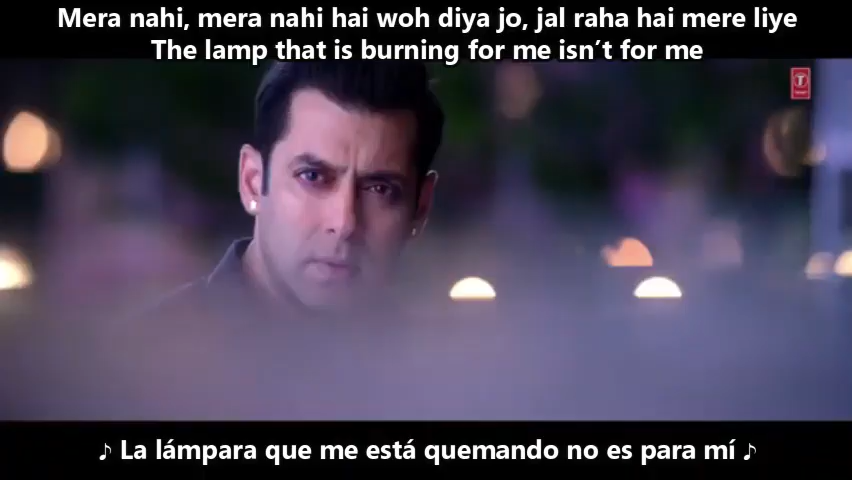 Mera nahi, mera nahi hai woh diya jo, jal raha hai mere liye
The lamp that is burning for me isn’t for me
♪ La lámpara que me está quemando no es para mí ♪